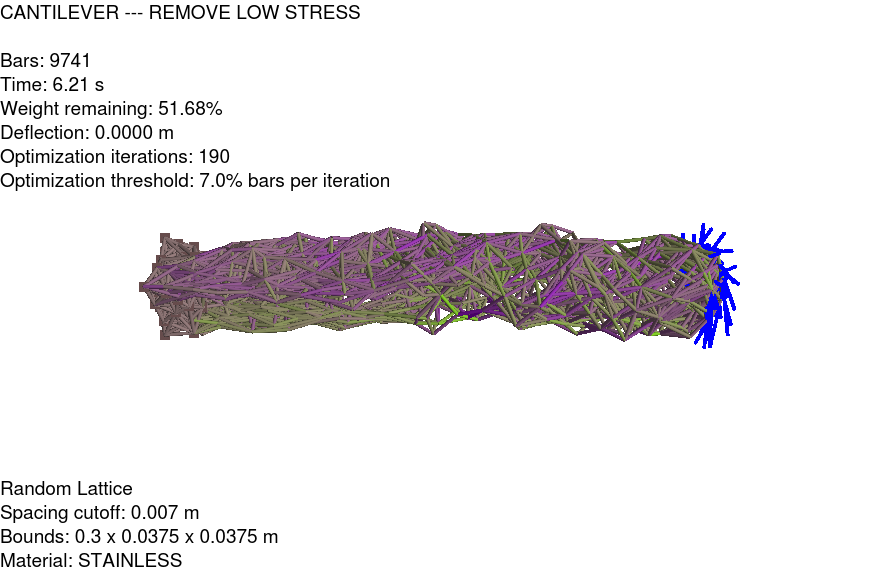 CANTILEVER --- REMOVE LOW STRESS
Bars: 9741
Time: 6.21 s
Weight remaining: 51.68%
Deflection: 0.0000 m
Optimization iterations: 190
Optimization threshold: 7.0% bars per iteration
Random Lattice
Spacing cutoff: 0.007 m
Bounds: 0.3 x 0.0375 x 0.0375 m
Material: STAINLESS